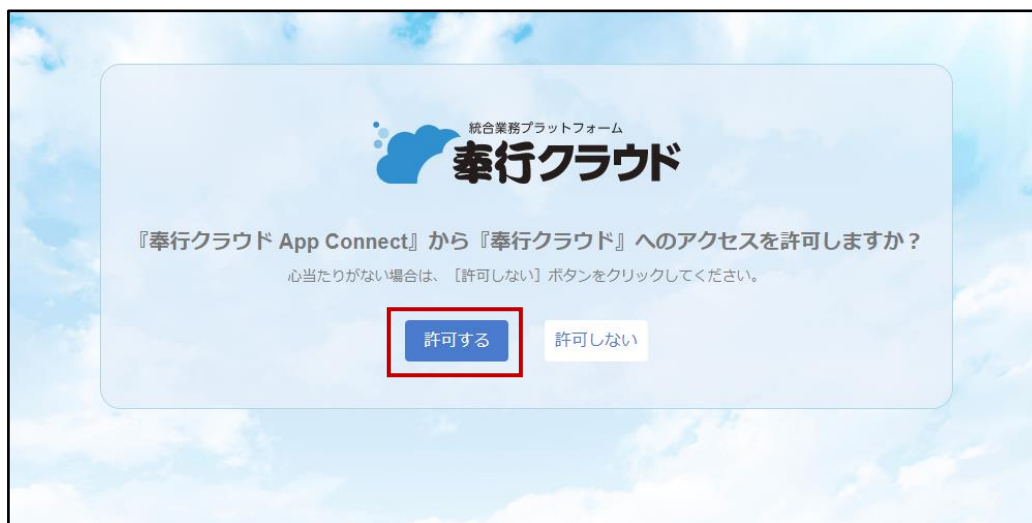 統合業務プラットフォーム
奉行クラウド
『奉行クラウド App Connect』から『奉行クラウド』へのアクセスを許可しますか？
心当たりがない場合は、［許可しない］ボタンをクリックしてください。
許可する 許可しない